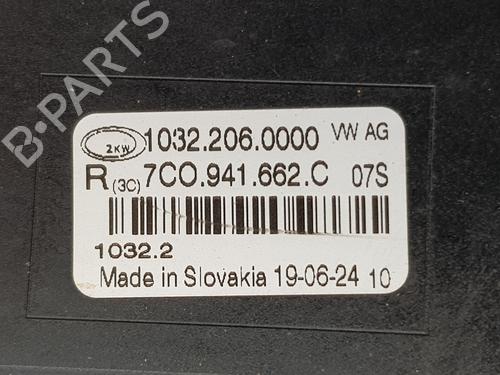 B-PARTS
2KW 1032.206.0000 VW AG
R (3C) 7C0.941.662.C 07S
1032.2
Made in Slovakia 19-06-24 10